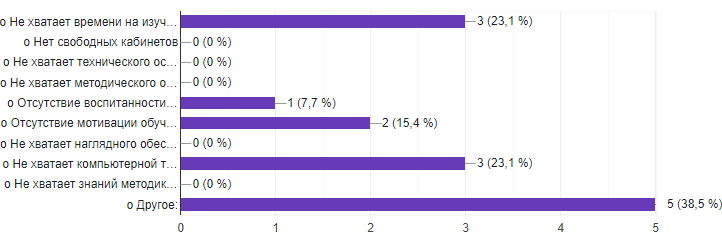 o Не хватает времени на изуч… 3 (23,1 %)
o Нет свободных кабинетов 0 (0 %)
o Не хватает технического ос… 0 (0 %)
o Не хватает методического о… 0 (0 %)
o Отсутствие воспитанности… 1 (7,7 %)
o Отсутствие мотивации обуч… 2 (15,4 %)
o Не хватает наглядного обес… 0 (0 %)
o Не хватает компьютерной т… 3 (23,1 %)
o Не хватает знаний методик… 0 (0 %)
o Другое: 5 (38,5 %)
0 1 2 3 4 5